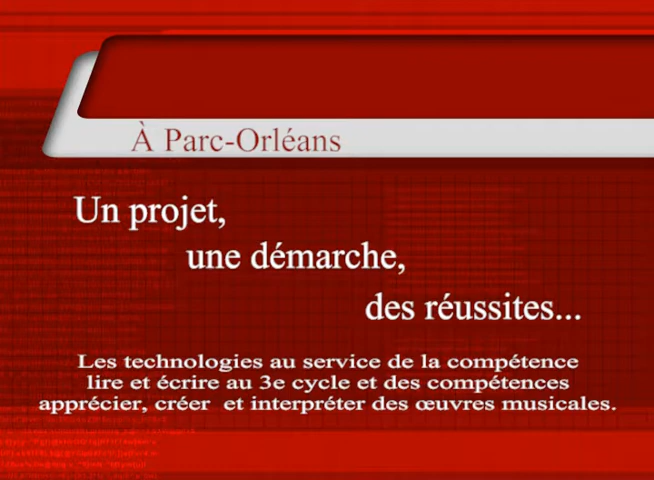 À Parc-Orléans
Un projet,
une démarche,
des réussites...
Les technologies au service de la compétence
lire et écrire au 3e cycle et des compétences
apprécier, créer et interpréter des œuvres musicales.